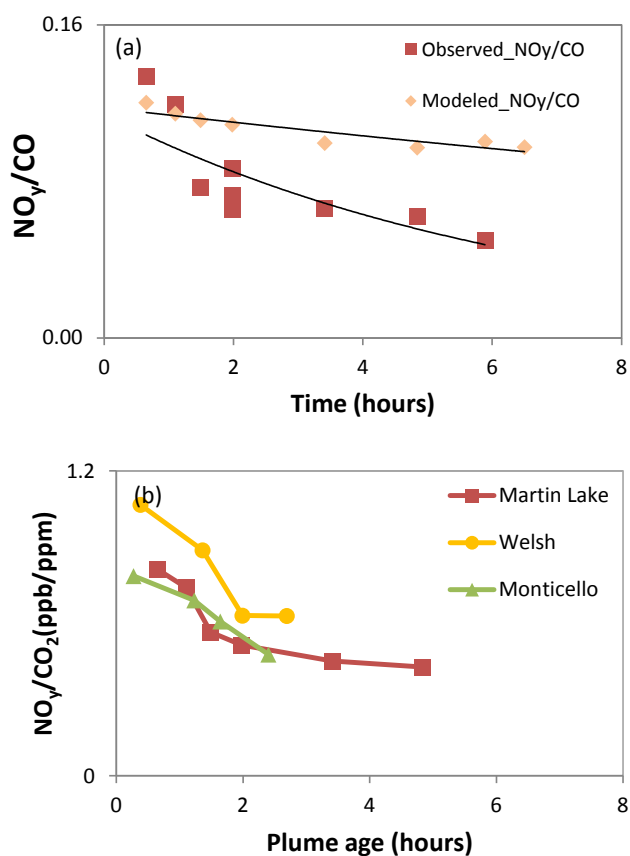 0.16
(a)
Observed_NOy/CO
Modeled_NOy/CO
NOy/CO
0.00
0 2 4 6 8
Time (hours)
1.2
(b)
Martin Lake
Welsh
Monticello
NOy/CO2(ppb/ppm)
0
0 2 4 6 8
Plume age (hours)